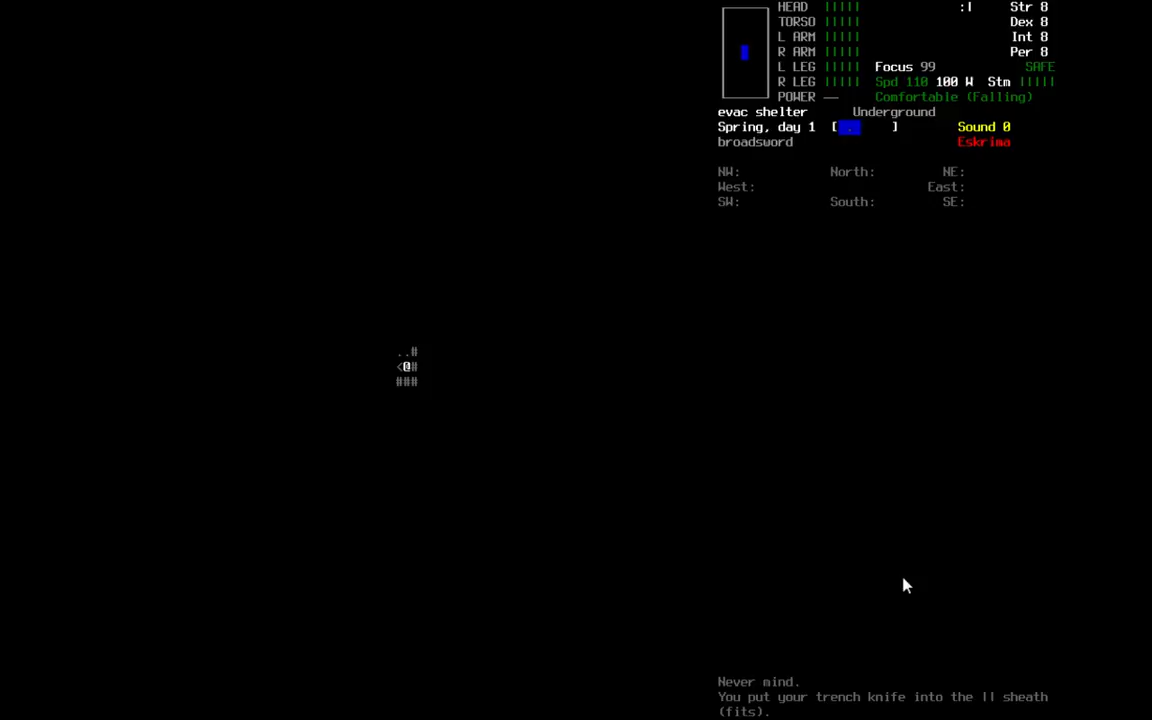 HEAD ||||| :| Str 8
TORSO ||||| Dex 8
L ARM ||||| Int 8
R ARM ||||| Per 8
L LEG ||||| Focus 99 SAFE
R LEG ||||| Spd 110 100 W Stm |||||
POWER —— Comfortable (Falling)
evac shelter Underground
Spring, day 1 [ . ] Sound 0
broadsword Eskrima
NW: North: NE:
West: East:
SW: South: SE:
..#
<@#
###
Never mind.
You put your trench knife into the || sheath
(fits).